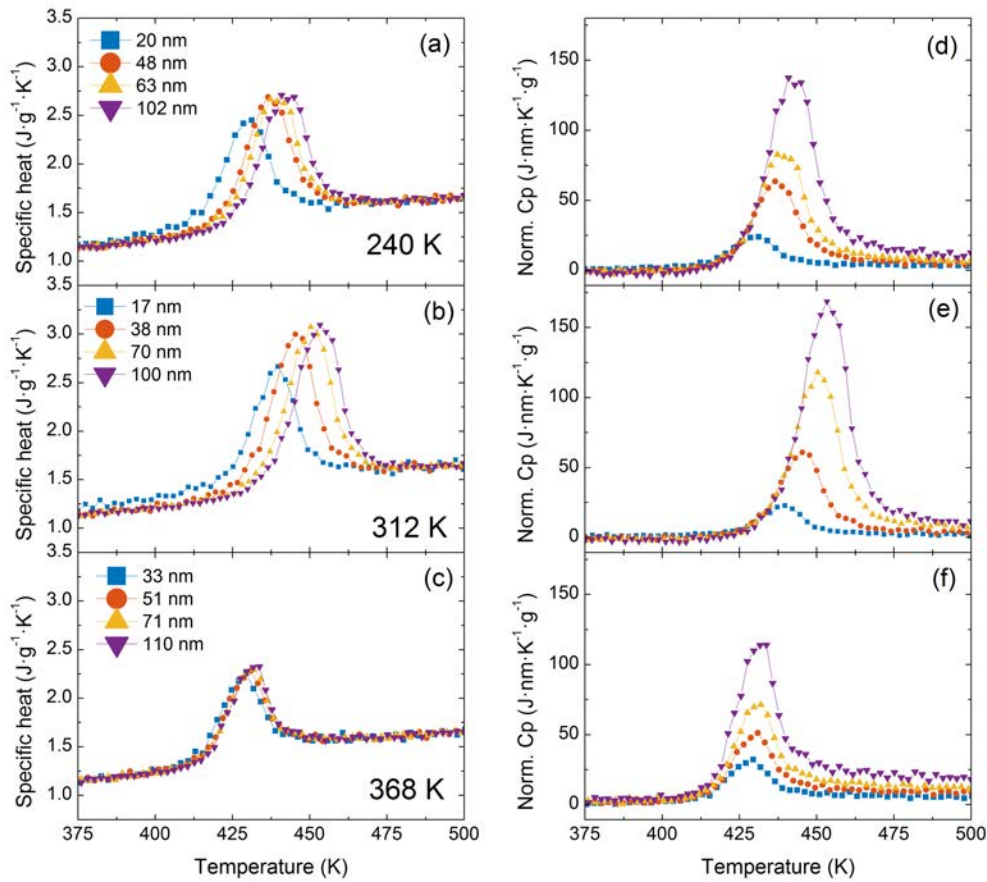 3.5
3.0
2.5
2.0
1.5
1.0
Specific heat (J·g⁻¹·K⁻¹)
20 nm
48 nm
63 nm
102 nm
(a)
240 K
150
100
50
0
Norm. Cp (J·nm·K⁻¹·g⁻¹)
(d)
3.5
3.0
2.5
2.0
1.5
1.0
Specific heat (J·g⁻¹·K⁻¹)
17 nm
38 nm
70 nm
100 nm
(b)
312 K
150
100
50
0
Norm. Cp (J·nm·K⁻¹·g⁻¹)
(e)
3.5
3.0
2.5
2.0
1.5
1.0
Specific heat (J·g⁻¹·K⁻¹)
33 nm
51 nm
71 nm
110 nm
(c)
368 K
375 400 425 450 475 500
Temperature (K)
150
100
50
0
Norm. Cp (J·nm·K⁻¹·g⁻¹)
(f)
375 400 425 450 475 500
Temperature (K)